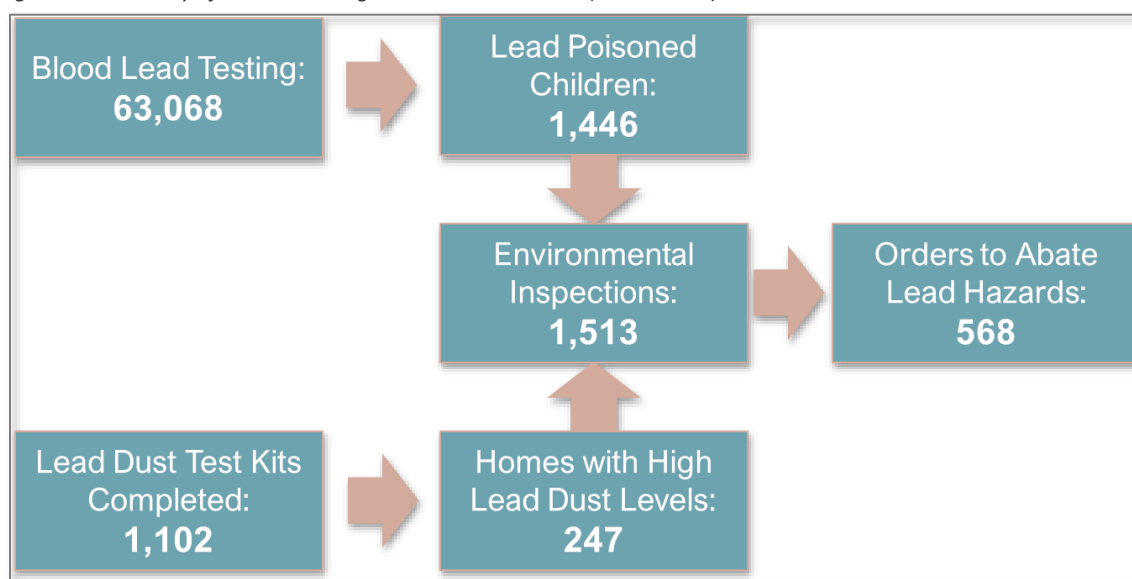 Blood Lead Testing:
63,068
Lead Poisoned
Children:
1,446
Environmental
Inspections:
1,513
Orders to Abate
Lead Hazards:
568
Lead Dust Test Kits
Completed:
1,102
Homes with High
Lead Dust Levels:
247